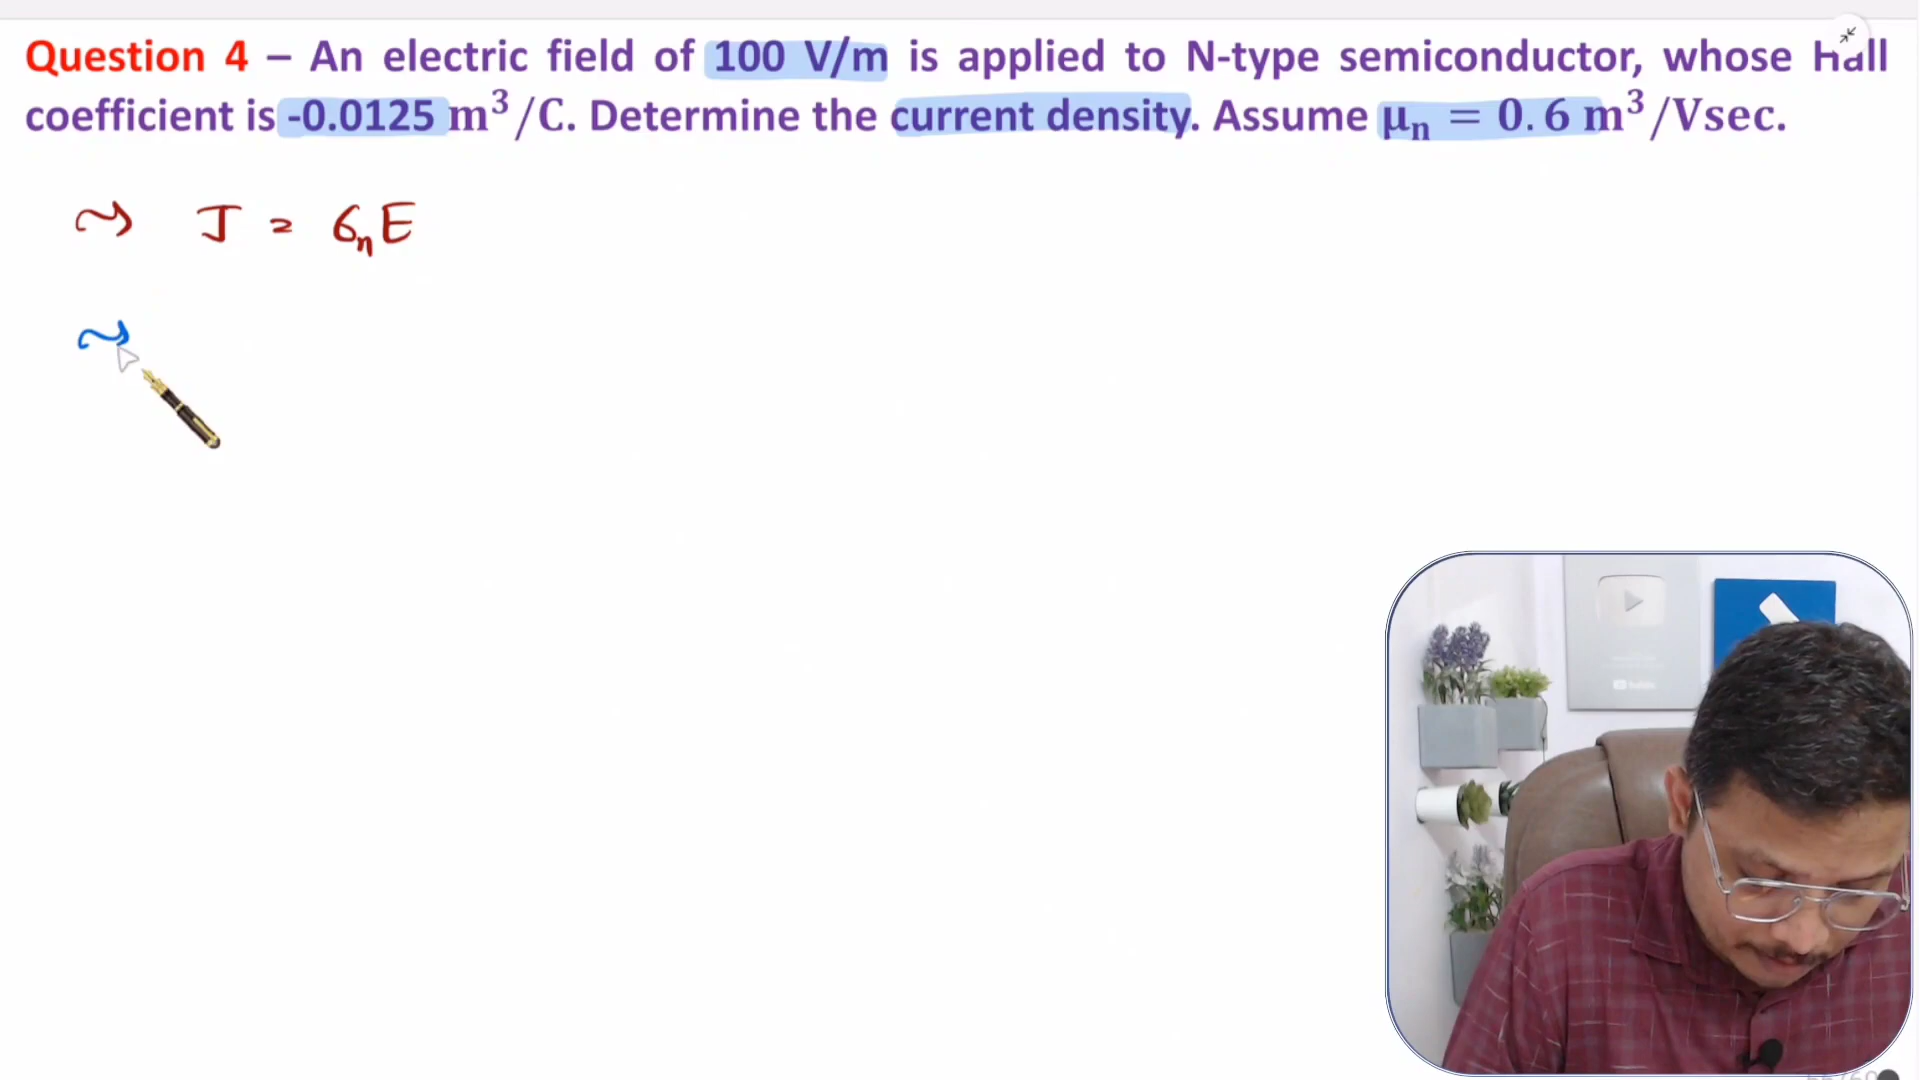 Question 4 – An electric field of 100 V/m is applied to N-type semiconductor, whose Hall
coefficient is -0.0125 m³/C. Determine the current density. Assume μₙ = 0.6 m³/Vsec.
J = σₙE